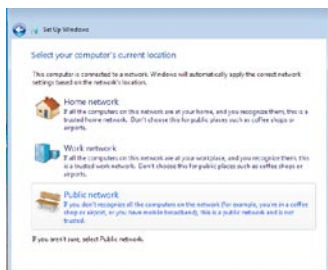 Set Up Windows
Select your computer's current location
This computer is connected to a network. Windows will automatically apply the correct network
settings based on the network's location.
Home network
If all the computers on this network are at your home, and you recognize them, this is a
trusted home network. Don't choose this for public places such as coffee shops or
airports.
Work network
If all the computers on this network are at your workplace, and you recognize them, this
is a trusted work network. Don't choose this for public places such as coffee shops or
airports.
Public network
If you don't recognize all the computers on the network (for example, you're in a coffee
shop or airport, or you have mobile broadband), this is a public network and is not
trusted.
If you aren't sure, select Public network.